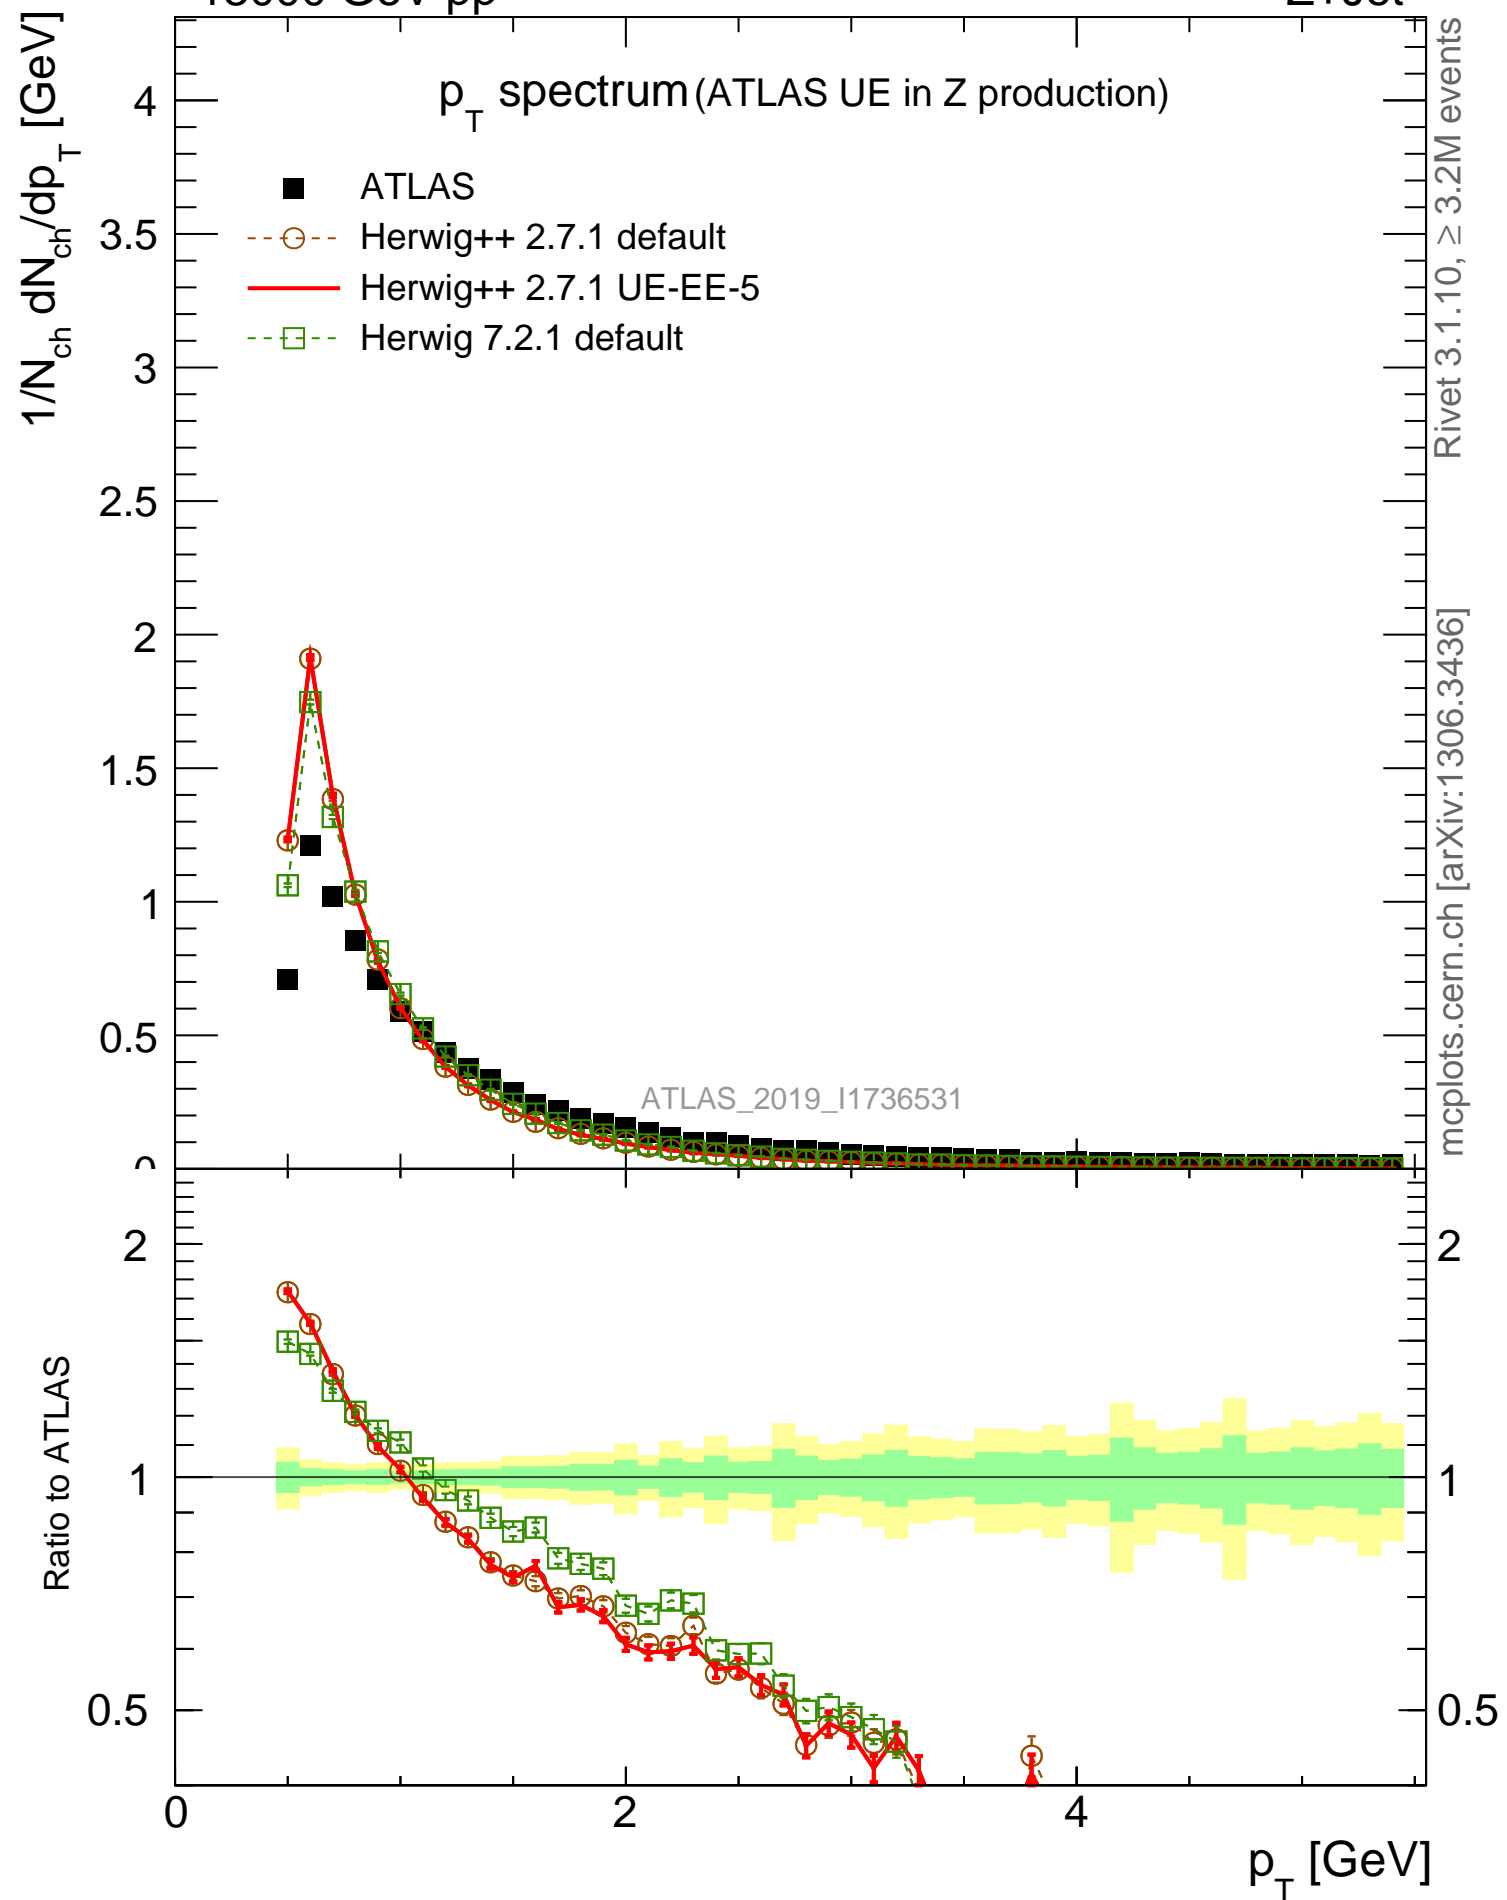 p_T spectrum (ATLAS UE in Z production)
ATLAS
Herwig++ 2.7.1 default
Herwig++ 2.7.1 UE-EE-5
Herwig 7.2.1 default
1/N_ch dN_ch/dp_T [GeV]
4
3.5
3
2.5
2
1.5
1
0.5
ATLAS_2019_I1736531
Rivet 3.1.10, ≥ 3.2M events
mcplots.cern.ch [arXiv:1306.3436]
Ratio to ATLAS
2
1
0.5
2
1
0.5
0
2
4
p_T [GeV]